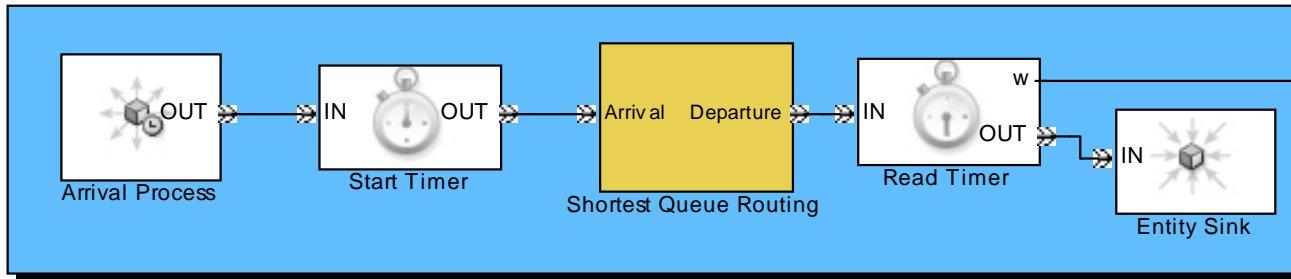 OUT
Arrival Process
IN
OUT
Start Timer
Arrival
Departure
Shortest Queue Routing
IN
w
OUT
Read Timer
IN
Entity Sink